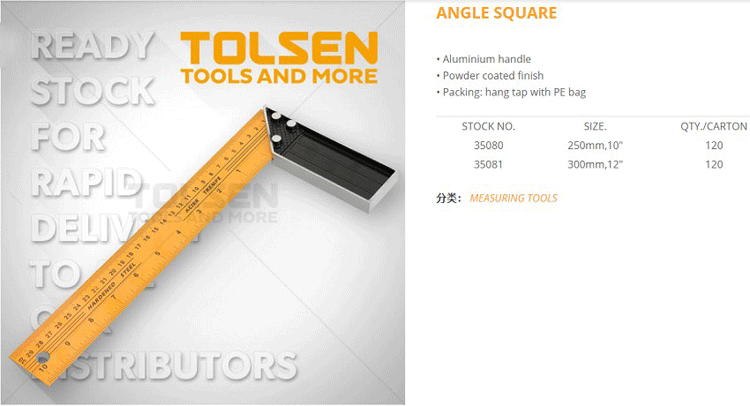 READY
STOCK
FOR
RAPID
TO
DISTRIBUTORS
TOLSEN
TOOLS AND MORE
TOLSEN
TOOLS AND MORE
HARDENED STEEL
ANGLE SQUARE
• Aluminium handle
• Powder coated finish
• Packing: hang tap with PE bag
STOCK NO. SIZE. QTY./CARTON
35080 250mm,10" 120
35081 300mm,12" 120
分类： MEASURING TOOLS